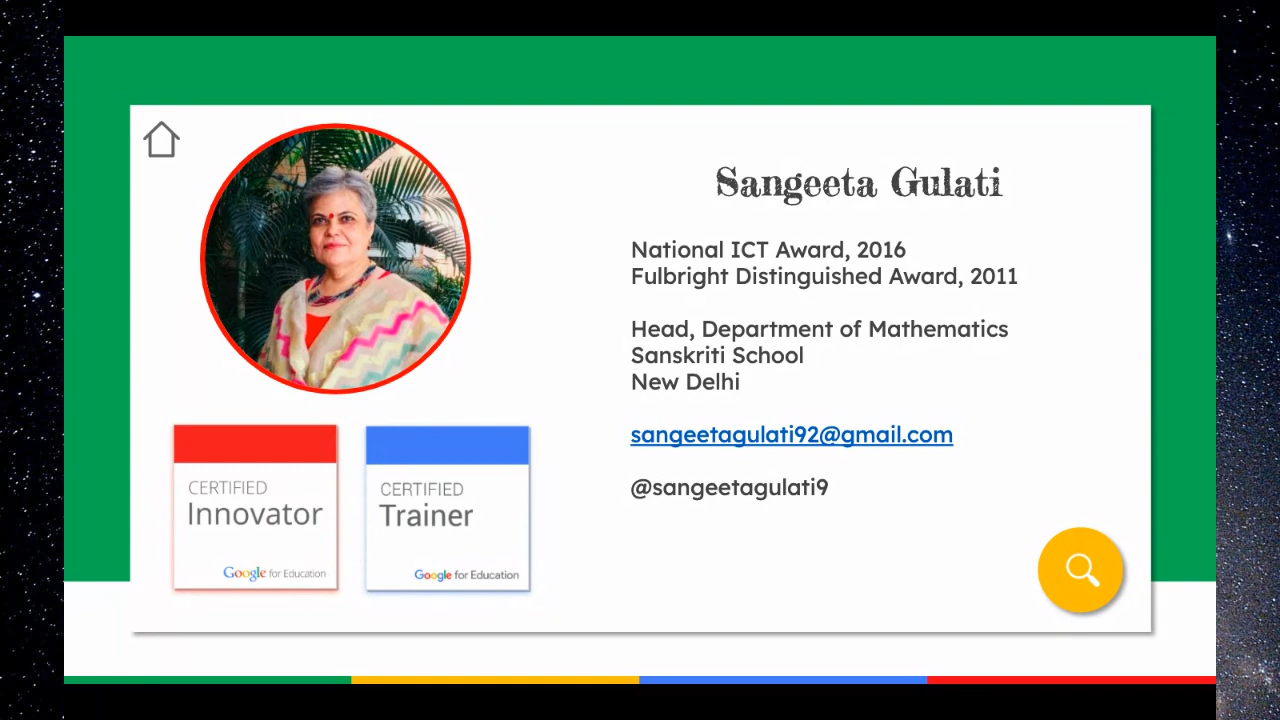 Sangeeta Gulati
National ICT Award, 2016
Fulbright Distinguished Award, 2011
Head, Department of Mathematics
Sanskriti School
New Delhi
sangeetagulati92@gmail.com
@sangeetagulati9
CERTIFIED
Innovator
Google for Education
CERTIFIED
Trainer
Google for Education